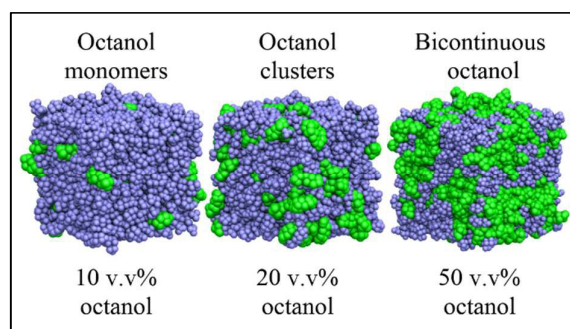 Octanol
monomers
Octanol
clusters
Bicontinuous
octanol
10 v.v%
octanol
20 v.v%
octanol
50 v.v%
octanol